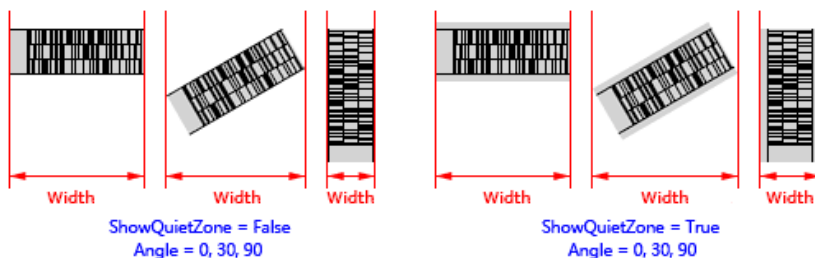 Width Width Width Width Width Width
ShowQuietZone = False ShowQuietZone = True
Angle = 0, 30, 90 Angle = 0, 30, 90